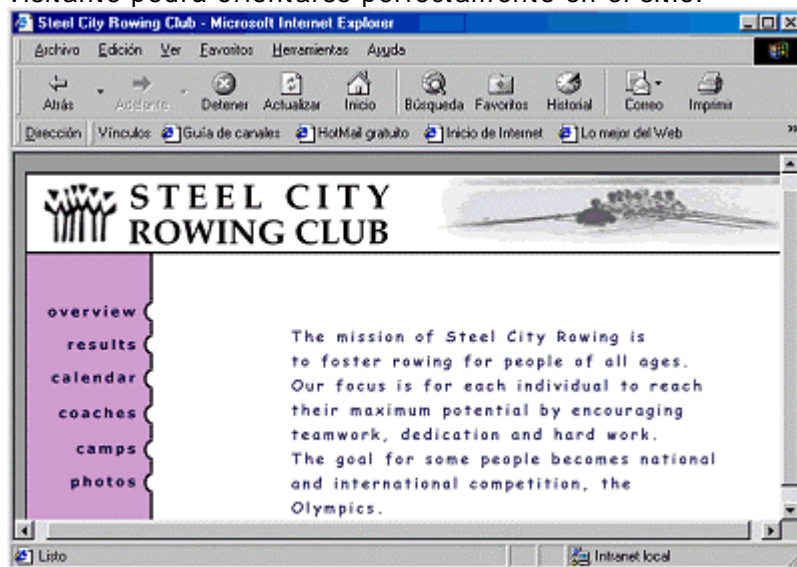 visitante podrá orientarse perfectamente en el sitio.
Steel City Rowing Club - Microsoft Internet Explorer
Archivo Edición Ver Favoritos Herramientas Ayuda
Atrás Adelante Detener Actualizar Inicio Búsqueda Favoritos Historial Correo Imprimir
Dirección Vínculos Guía de canales HotMail gratuito Inicio de Internet Lo mejor del Web »
STEEL CITY
ROWING CLUB
overview
results
calendar
coaches
camps
photos
The mission of Steel City Rowing is
to foster rowing for people of all ages.
Our focus is for each individual to reach
their maximum potential by encouraging
teamwork, dedication and hard work.
The goal for some people becomes national
and international competition, the
Olympics.
Listo Intranet local